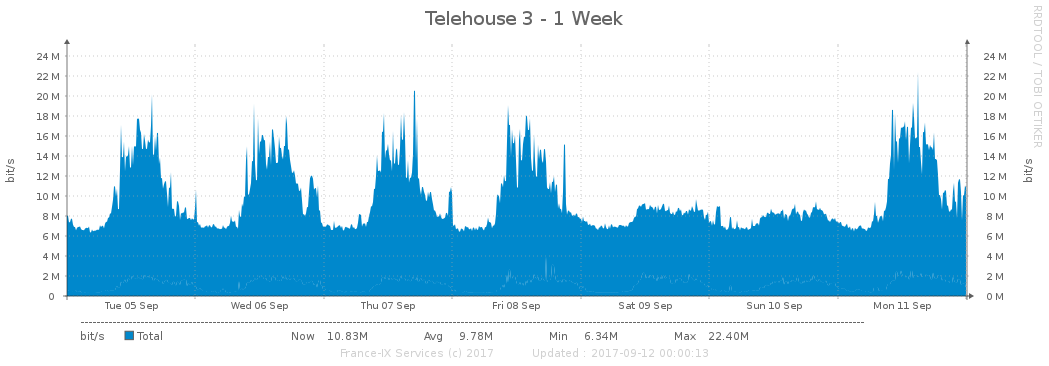 Telehouse 3 - 1 Week
RRDTOOL / TOBI OETIKER
bit/s
24 M 24 M
22 M 22 M
20 M 20 M
18 M 18 M
16 M 16 M
14 M 14 M
12 M 12 M
10 M 10 M
8 M 8 M
6 M 6 M
4 M 4 M
2 M 2 M
0 0 M
bit/s
Tue 05 Sep Wed 06 Sep Thu 07 Sep Fri 08 Sep Sat 09 Sep Sun 10 Sep Mon 11 Sep
bit/s Total Now 10.83M Avg 9.78M Min 6.34M Max 22.40M
France-IX Services (c) 2017 Updated : 2017-09-12 00:00:13